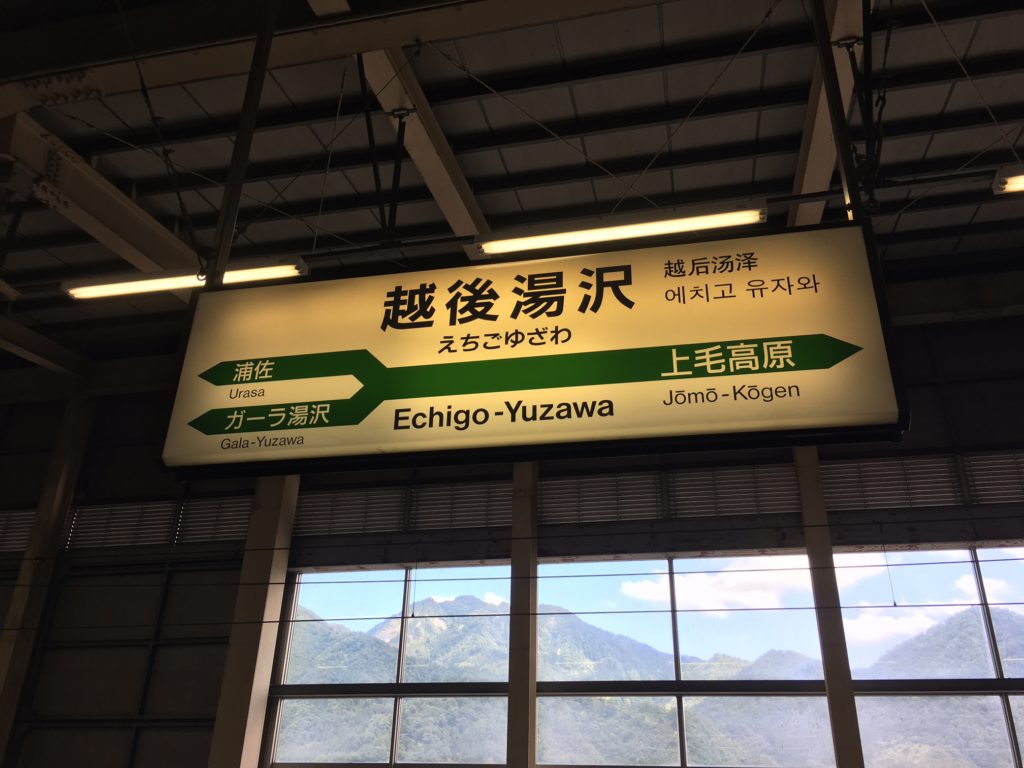 越後湯沢
越后汤泽
에치고 유자와
えちごゆざわ
浦佐
Urasa
ガーラ湯沢
Gala-Yuzawa
Echigo-Yuzawa
上毛高原
Jōmō-Kōgen